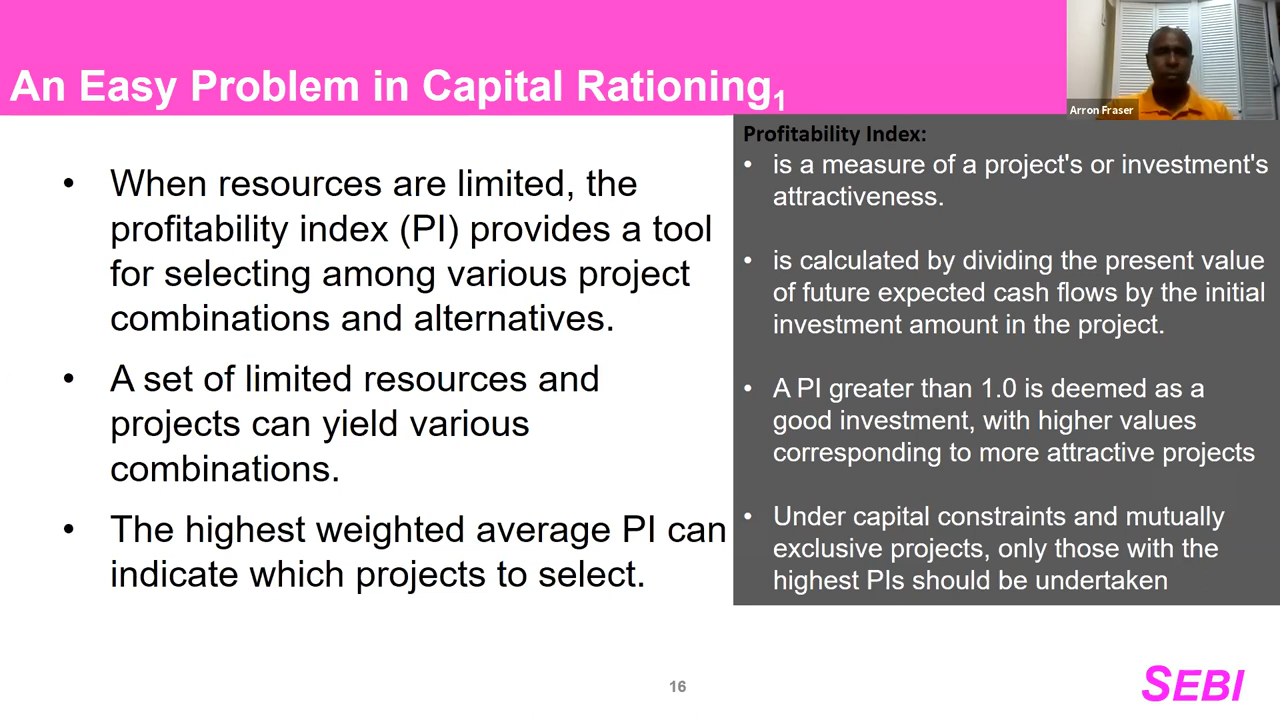 An Easy Problem in Capital Rationing1
Arron Fraser
• When resources are limited, the
profitability index (PI) provides a tool
for selecting among various project
combinations and alternatives.
• A set of limited resources and
projects can yield various
combinations.
• The highest weighted average PI can
indicate which projects to select.
Profitability Index:
• is a measure of a project's or investment's
attractiveness.
• is calculated by dividing the present value
of future expected cash flows by the initial
investment amount in the project.
• A PI greater than 1.0 is deemed as a
good investment, with higher values
corresponding to more attractive projects
• Under capital constraints and mutually
exclusive projects, only those with the
highest PIs should be undertaken
16
SEBI